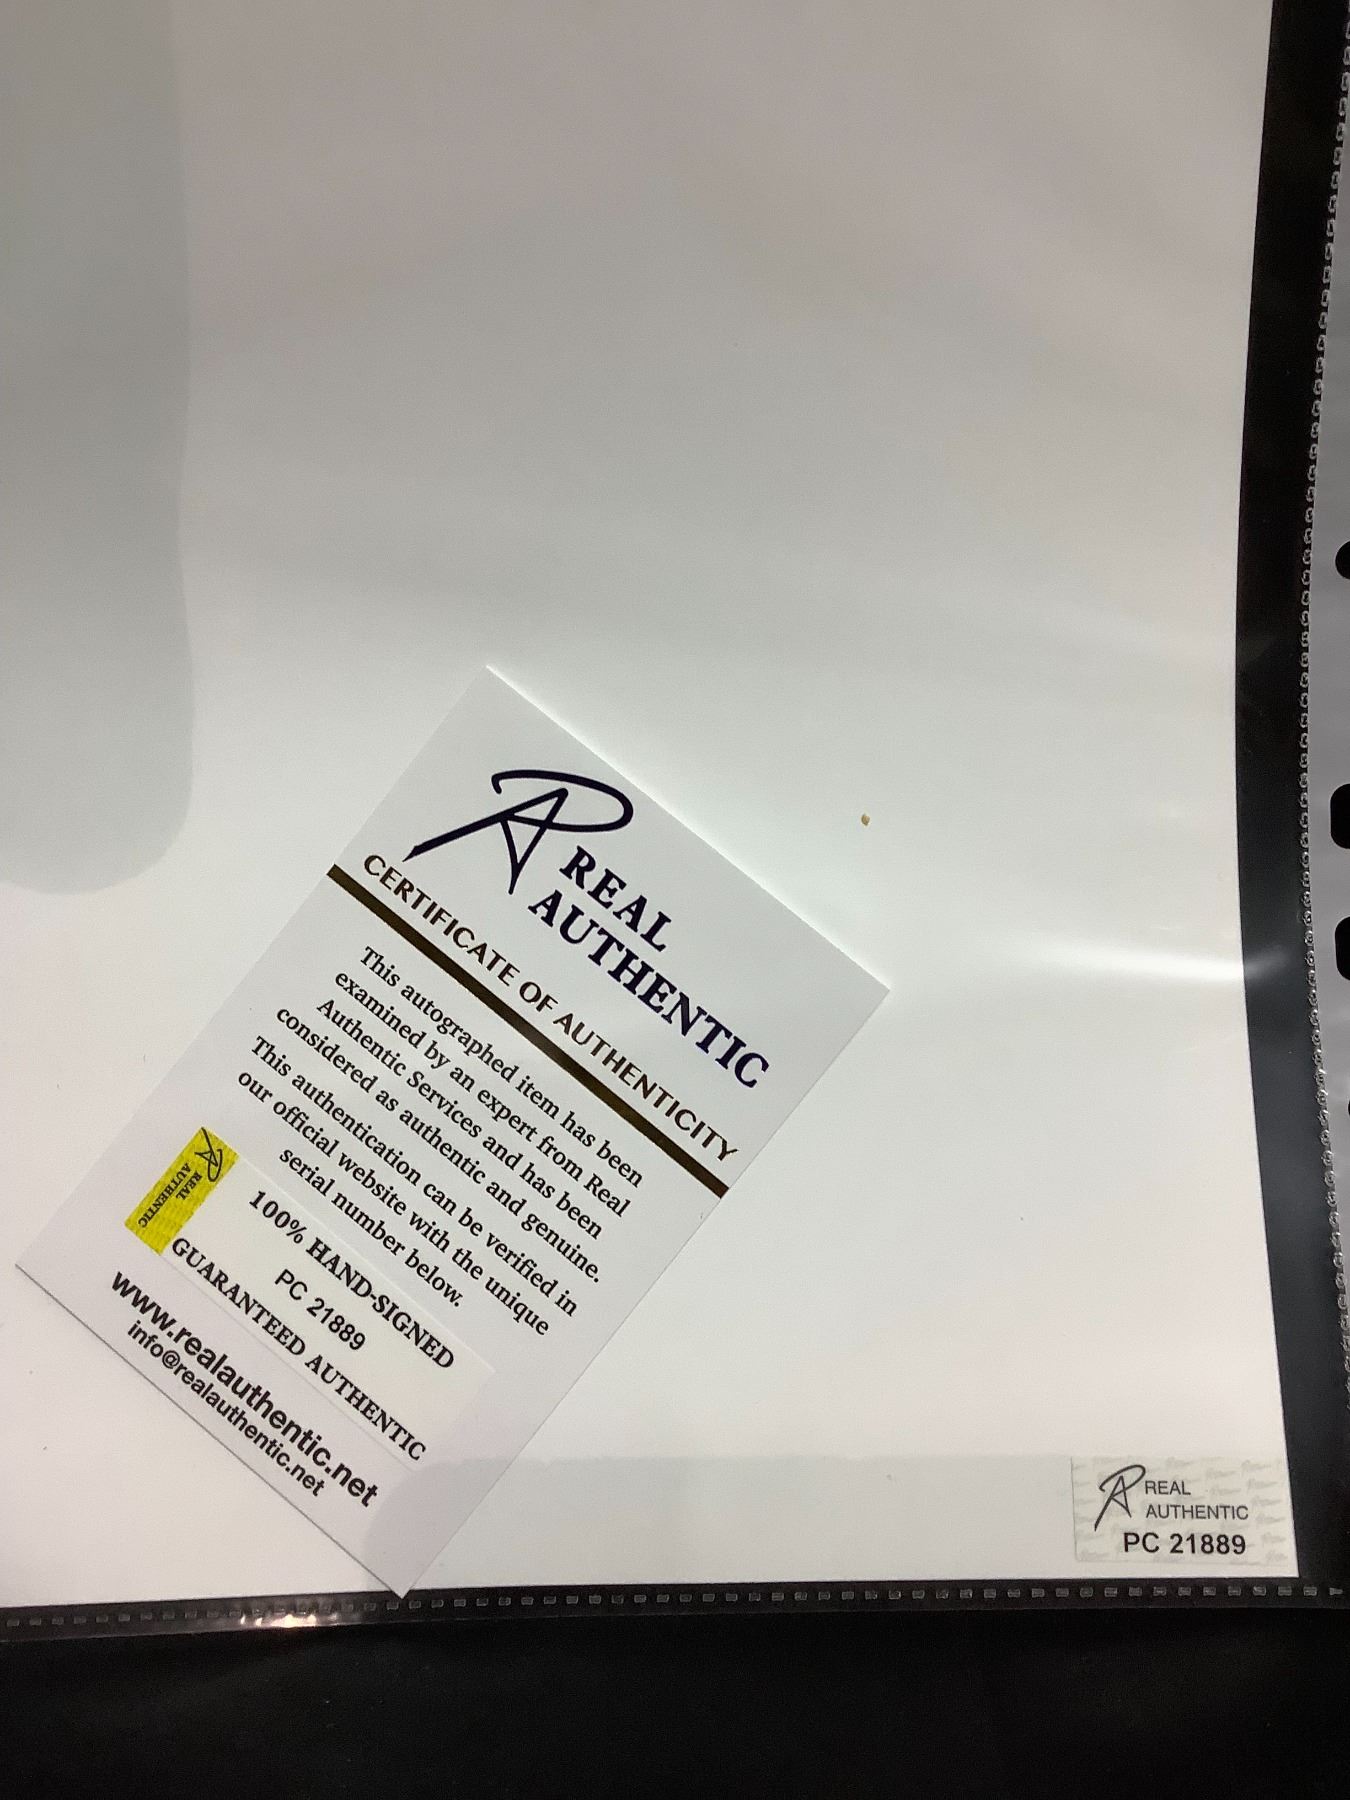 REAL
AUTHENTIC
CERTIFICATE OF AUTHENTICITY
This autographed item has been
examined by an expert from Real
Authentic Services and has been
considered as authentic and genuine.
This authentication can be verified in
our official website with the unique
serial number below.
REAL
AUTHENTIC
100% HAND-SIGNED
PC 21889
GUARANTEED AUTHENTIC
www.realauthentic.net
info@realauthentic.net
REAL
AUTHENTIC
PC 21889